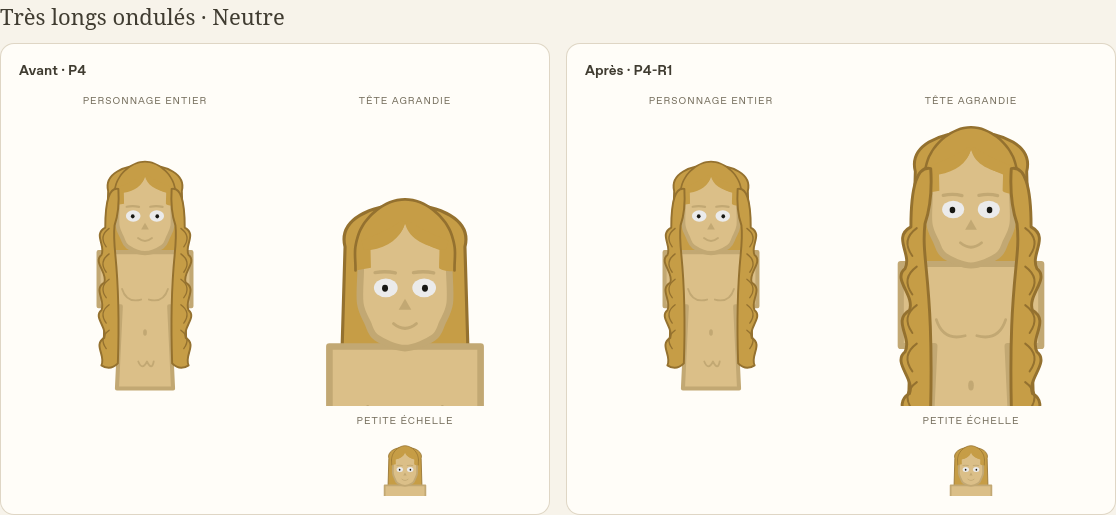 Très longs ondulés · Neutre
Avant · P4
PERSONNAGE ENTIER
TÊTE AGRANDIE
PETITE ÉCHELLE
Après · P4-R1
PERSONNAGE ENTIER
TÊTE AGRANDIE
PETITE ÉCHELLE